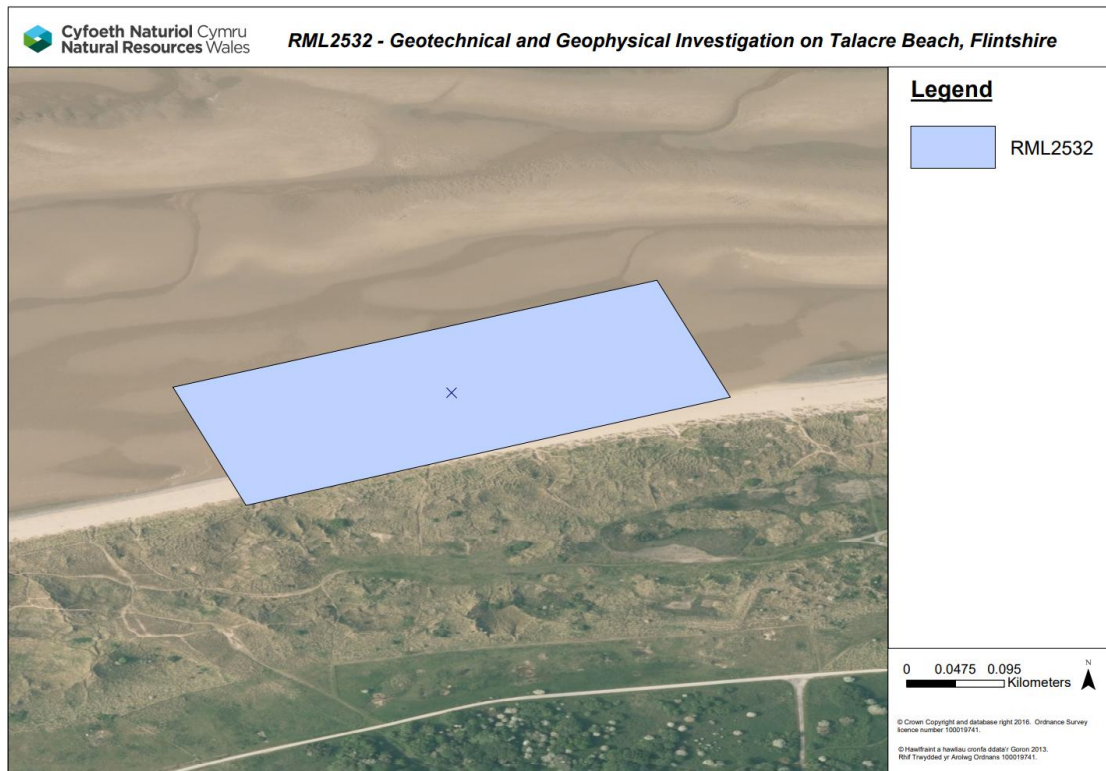 Cyfoeth Naturiol Cymru
Natural Resources Wales
RML2532 - Geotechnical and Geophysical Investigation on Talacre Beach, Flintshire
Legend
RML2532
0 0.0475 0.095
Kilometers
N
© Crown Copyright and database right 2016. Ordnance Survey
licence number 100019741.
© Hawlfraint a hawliau cronfa ddata'r Goron 2013.
Rhif Trwydded yr Arolwg Ordnans 100019741.